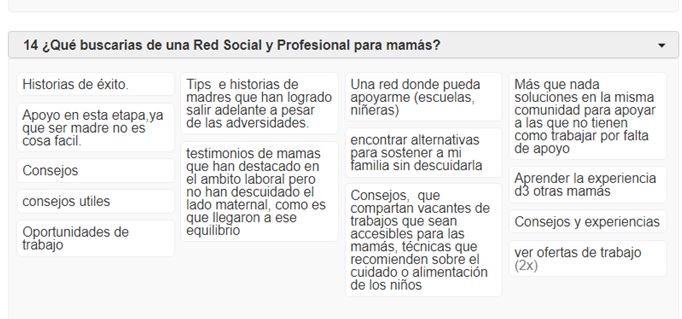 14 ¿Qué buscarias de una Red Social y Profesional para mamás?
Historias de éxito.
Apoyo en esta etapa,ya
que ser madre no es
cosa facil.
Consejos
consejos utiles
Oportunidades de
trabajo
Tips e historias de
madres que han logrado
salir adelante a pesar
de las adversidades.
testimonios de mamas
que han destacado en
el ambito laboral pero
no han descuidado el
lado maternal, como es
que llegaron a ese
equilibrio
Una red donde pueda
apoyarme (escuelas,
niñeras)
encontrar alternativas
para sostener a mi
familia sin descuidarla
Consejos, que
compartan vacantes de
trabajos que sean
accesibles para las
mamás, técnicas que
recomienden sobre el
cuidado o alimentación
de los niños
Más que nada
soluciones en la misma
comunidad para apoyar
a las que no tienen
como trabajar por falta
de apoyo
Aprender la experiencia
d3 otras mamás
Consejos y experiencias
ver ofertas de trabajo
(2x)